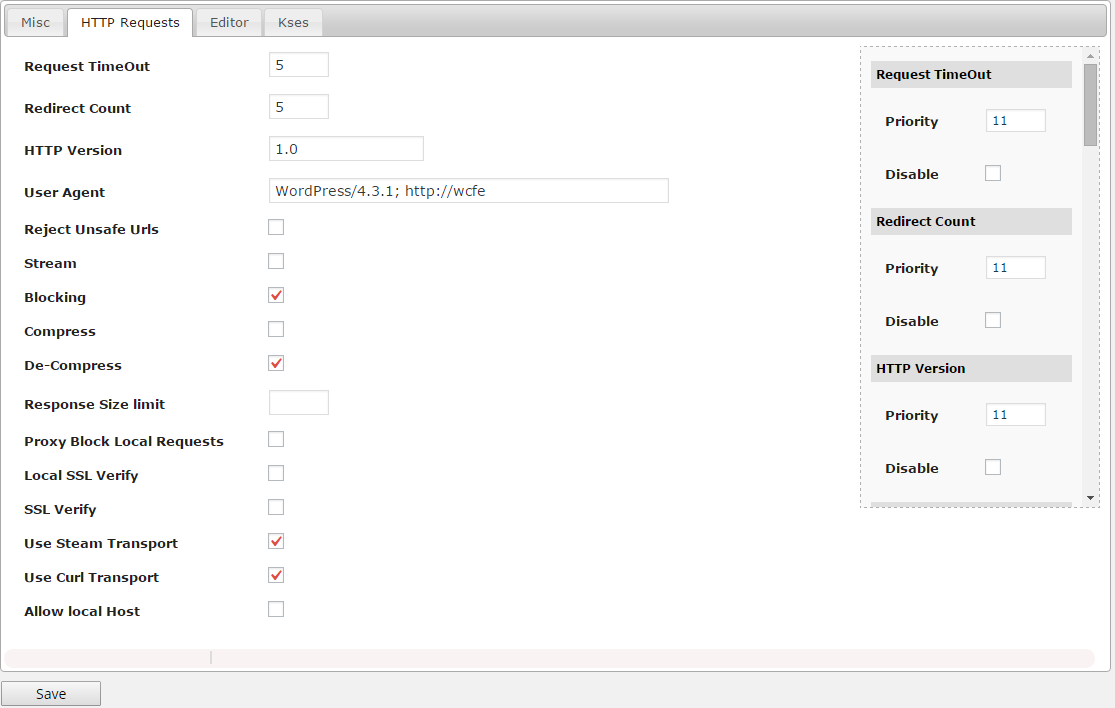 Misc HTTP Requests Editor Kses
Request TimeOut 5
Redirect Count 5
HTTP Version 1.0
User Agent WordPress/4.3.1; http://wcfe
Reject Unsafe Urls
Stream
Blocking
Compress
De-Compress
Response Size limit
Proxy Block Local Requests
Local SSL Verify
SSL Verify
Use Steam Transport
Use Curl Transport
Allow local Host
Request TimeOut
Priority 11
Disable
Redirect Count
Priority 11
Disable
HTTP Version
Priority 11
Disable
Save